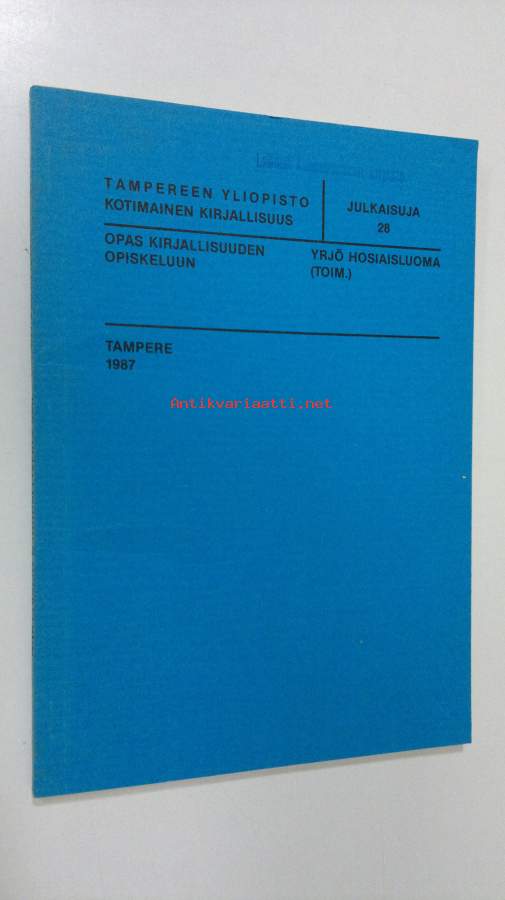 TAMPEREEN YLIOPISTO
KOTIMAINEN KIRJALLISUUS
JULKAISUJA
28
OPAS KIRJALLISUUDEN
OPISKELUUN
YRJÖ HOSIAISLUOMA
(TOIM.)
TAMPERE
1987
Antikvariaatti.net